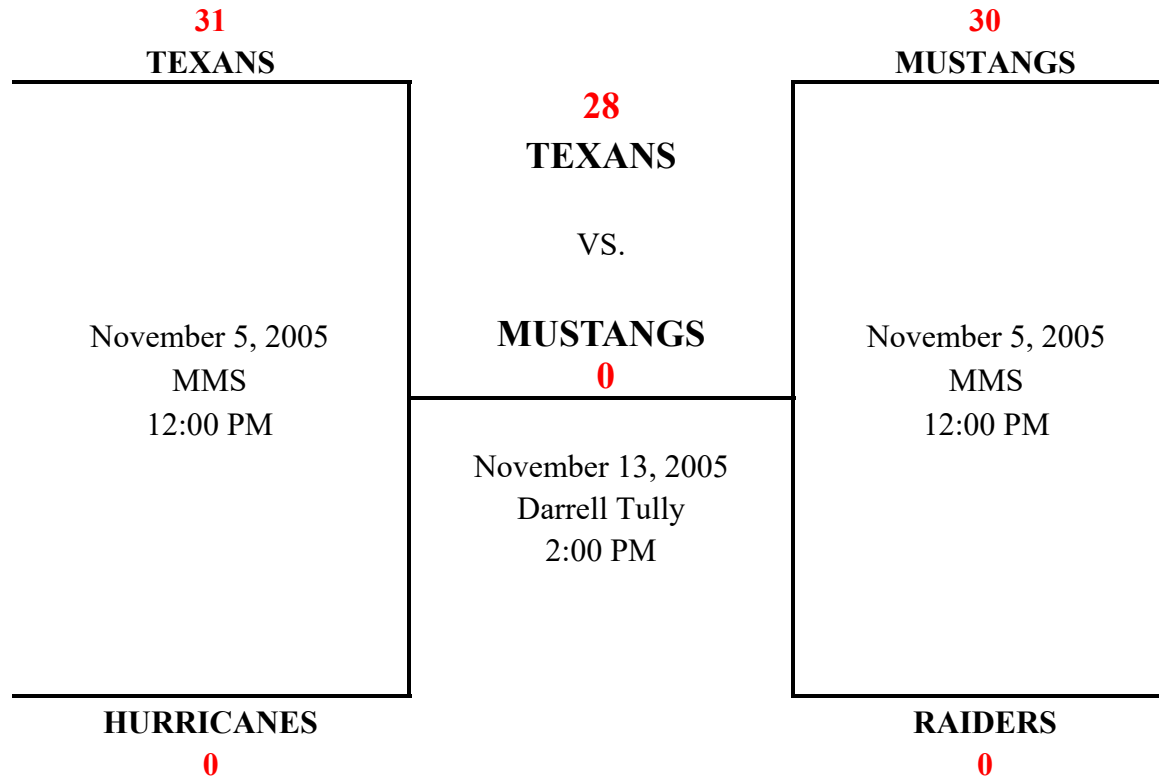 31
TEXANS
November 5, 2005
MMS
12:00 PM
HURRICANES
0
28
TEXANS
VS.
MUSTANGS
0
November 13, 2005
Darrell Tully
2:00 PM
30
MUSTANGS
November 5, 2005
MMS
12:00 PM
RAIDERS
0